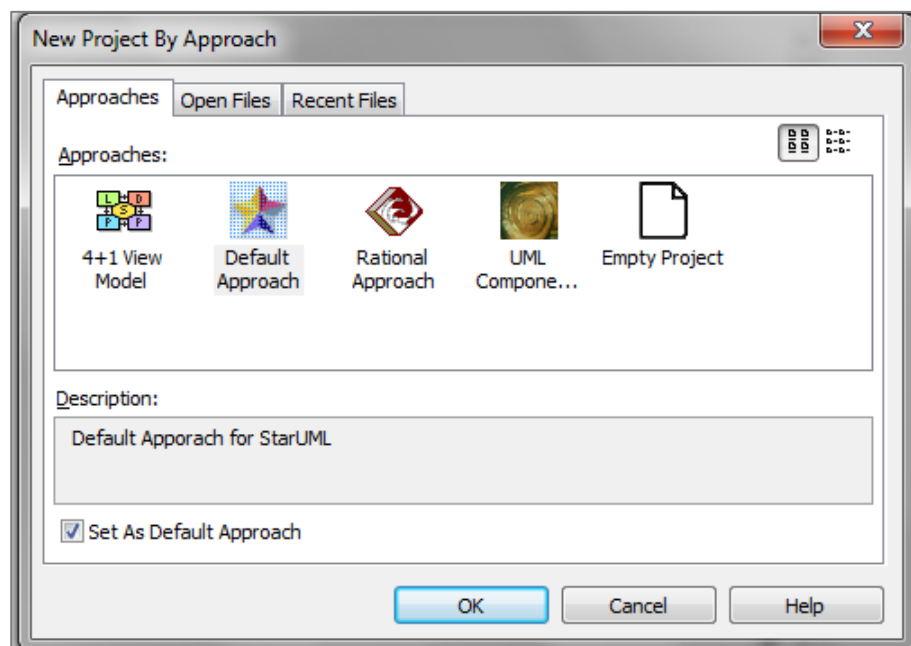 New Project By Approach
Approaches
Open Files
Recent Files
Approaches:
4+1 View
Model
Default
Approach
Rational
Approach
UML
Compone...
Empty Project
Description:
Default Apporach for StarUML
Set As Default Approach
OK
Cancel
Help